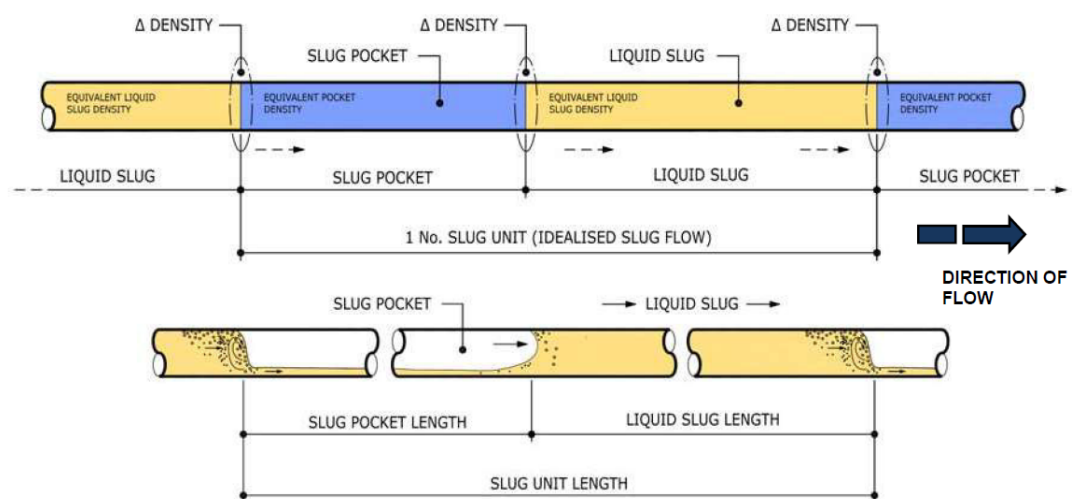 Δ DENSITY
Δ DENSITY
Δ DENSITY
SLUG POCKET
LIQUID SLUG
EQUIVALENT LIQUID
SLUG DENSITY
EQUIVALENT POCKET
DENSITY
EQUIVALENT LIQUID
SLUG DENSITY
EQUIVALENT POCKET
DENSITY
LIQUID SLUG
SLUG POCKET
LIQUID SLUG
SLUG POCKET
1 No. SLUG UNIT (IDEALISED SLUG FLOW)
DIRECTION OF
FLOW
SLUG POCKET
LIQUID SLUG
SLUG POCKET LENGTH
LIQUID SLUG LENGTH
SLUG UNIT LENGTH